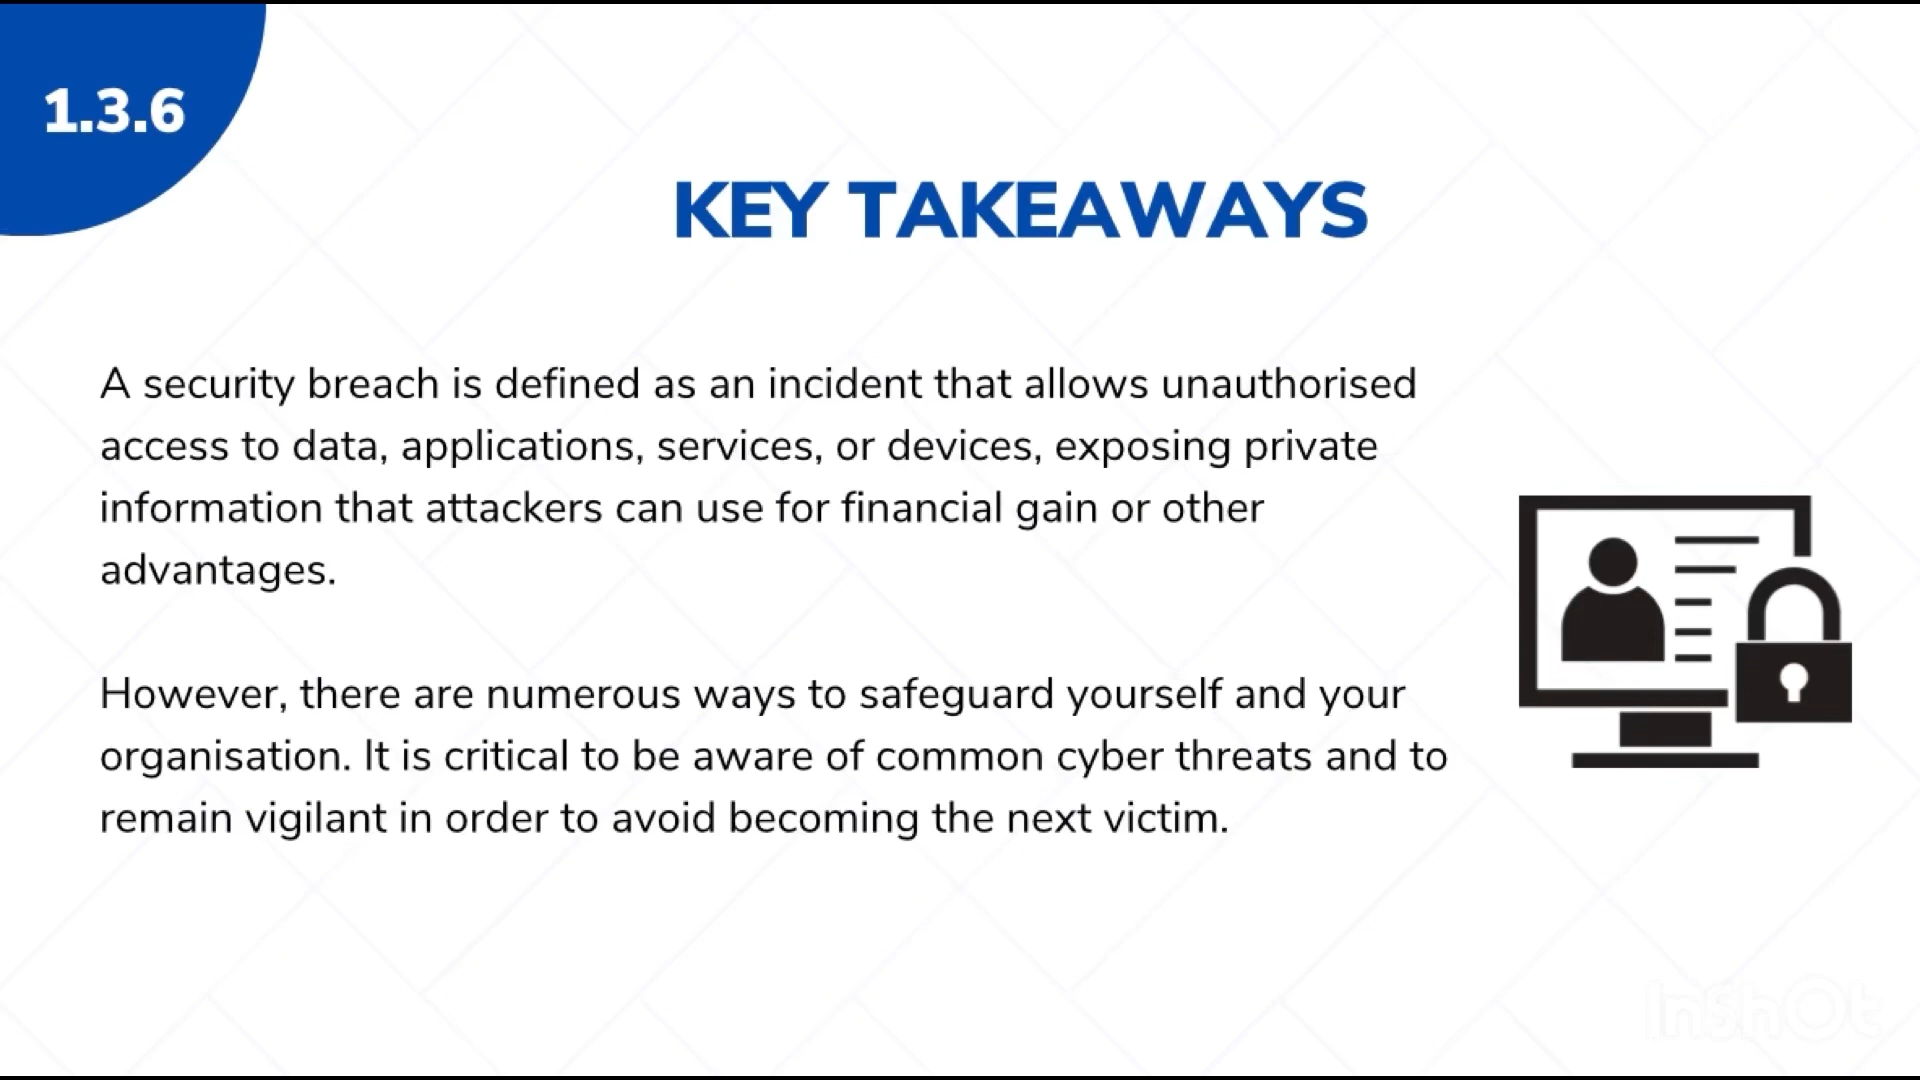 1.3.6
KEY TAKEAWAYS
A security breach is defined as an incident that allows unauthorised
access to data, applications, services, or devices, exposing private
information that attackers can use for financial gain or other
advantages.
However, there are numerous ways to safeguard yourself and your
organisation. It is critical to be aware of common cyber threats and to
remain vigilant in order to avoid becoming the next victim.
InShOt